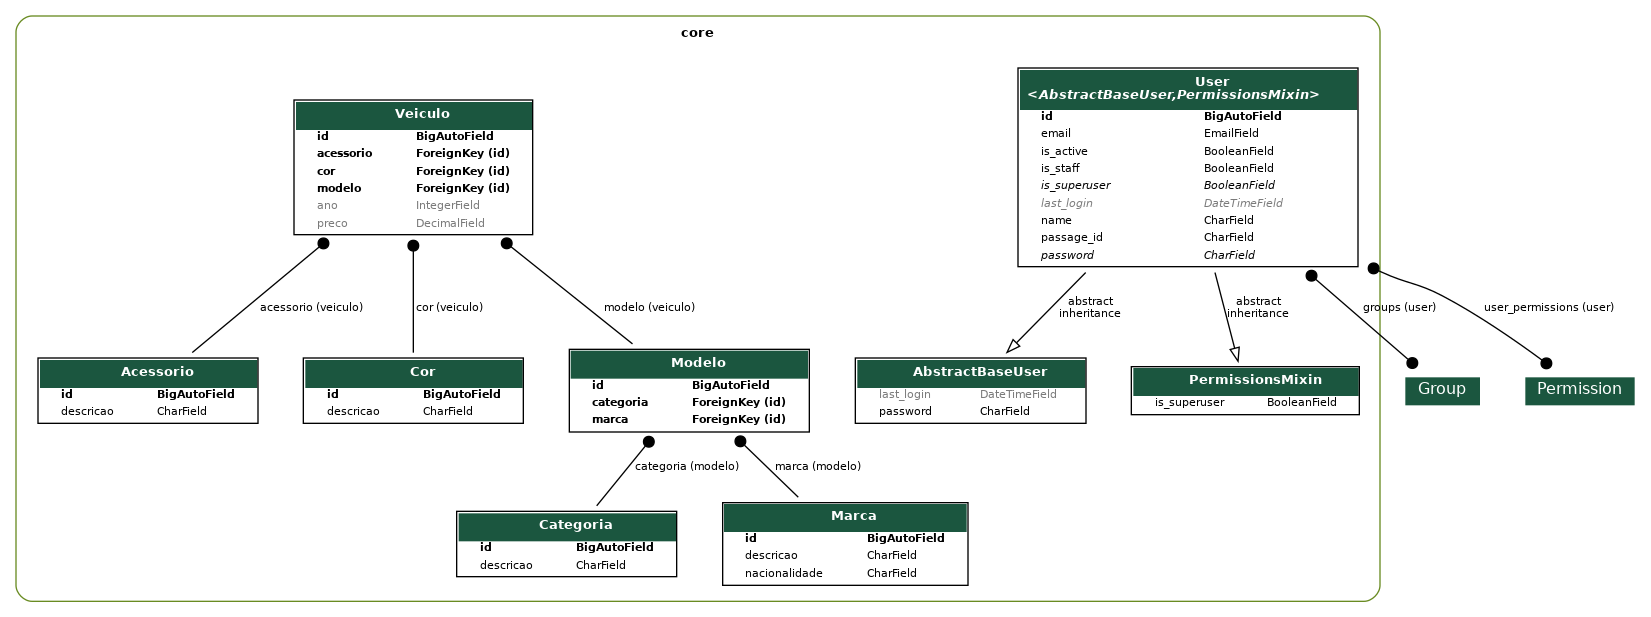 core
User
<AbstractBaseUser,PermissionsMixin>
id BigAutoField
email EmailField
is_active BooleanField
is_staff BooleanField
is_superuser BooleanField
last_login DateTimeField
name CharField
passage_id CharField
password CharField
Veiculo
id BigAutoField
acessorio ForeignKey (id)
cor ForeignKey (id)
modelo ForeignKey (id)
ano IntegerField
preco DecimalField
acessorio (veiculo)
cor (veiculo)
modelo (veiculo)
abstract
inheritance
abstract
inheritance
groups (user)
user_permissions (user)
Acessorio
id BigAutoField
descricao CharField
Cor
id BigAutoField
descricao CharField
Modelo
id BigAutoField
categoria ForeignKey (id)
marca ForeignKey (id)
AbstractBaseUser
last_login DateTimeField
password CharField
PermissionsMixin
is_superuser BooleanField
Group
Permission
categoria (modelo)
marca (modelo)
Categoria
id BigAutoField
descricao CharField
Marca
id BigAutoField
descricao CharField
nacionalidade CharField